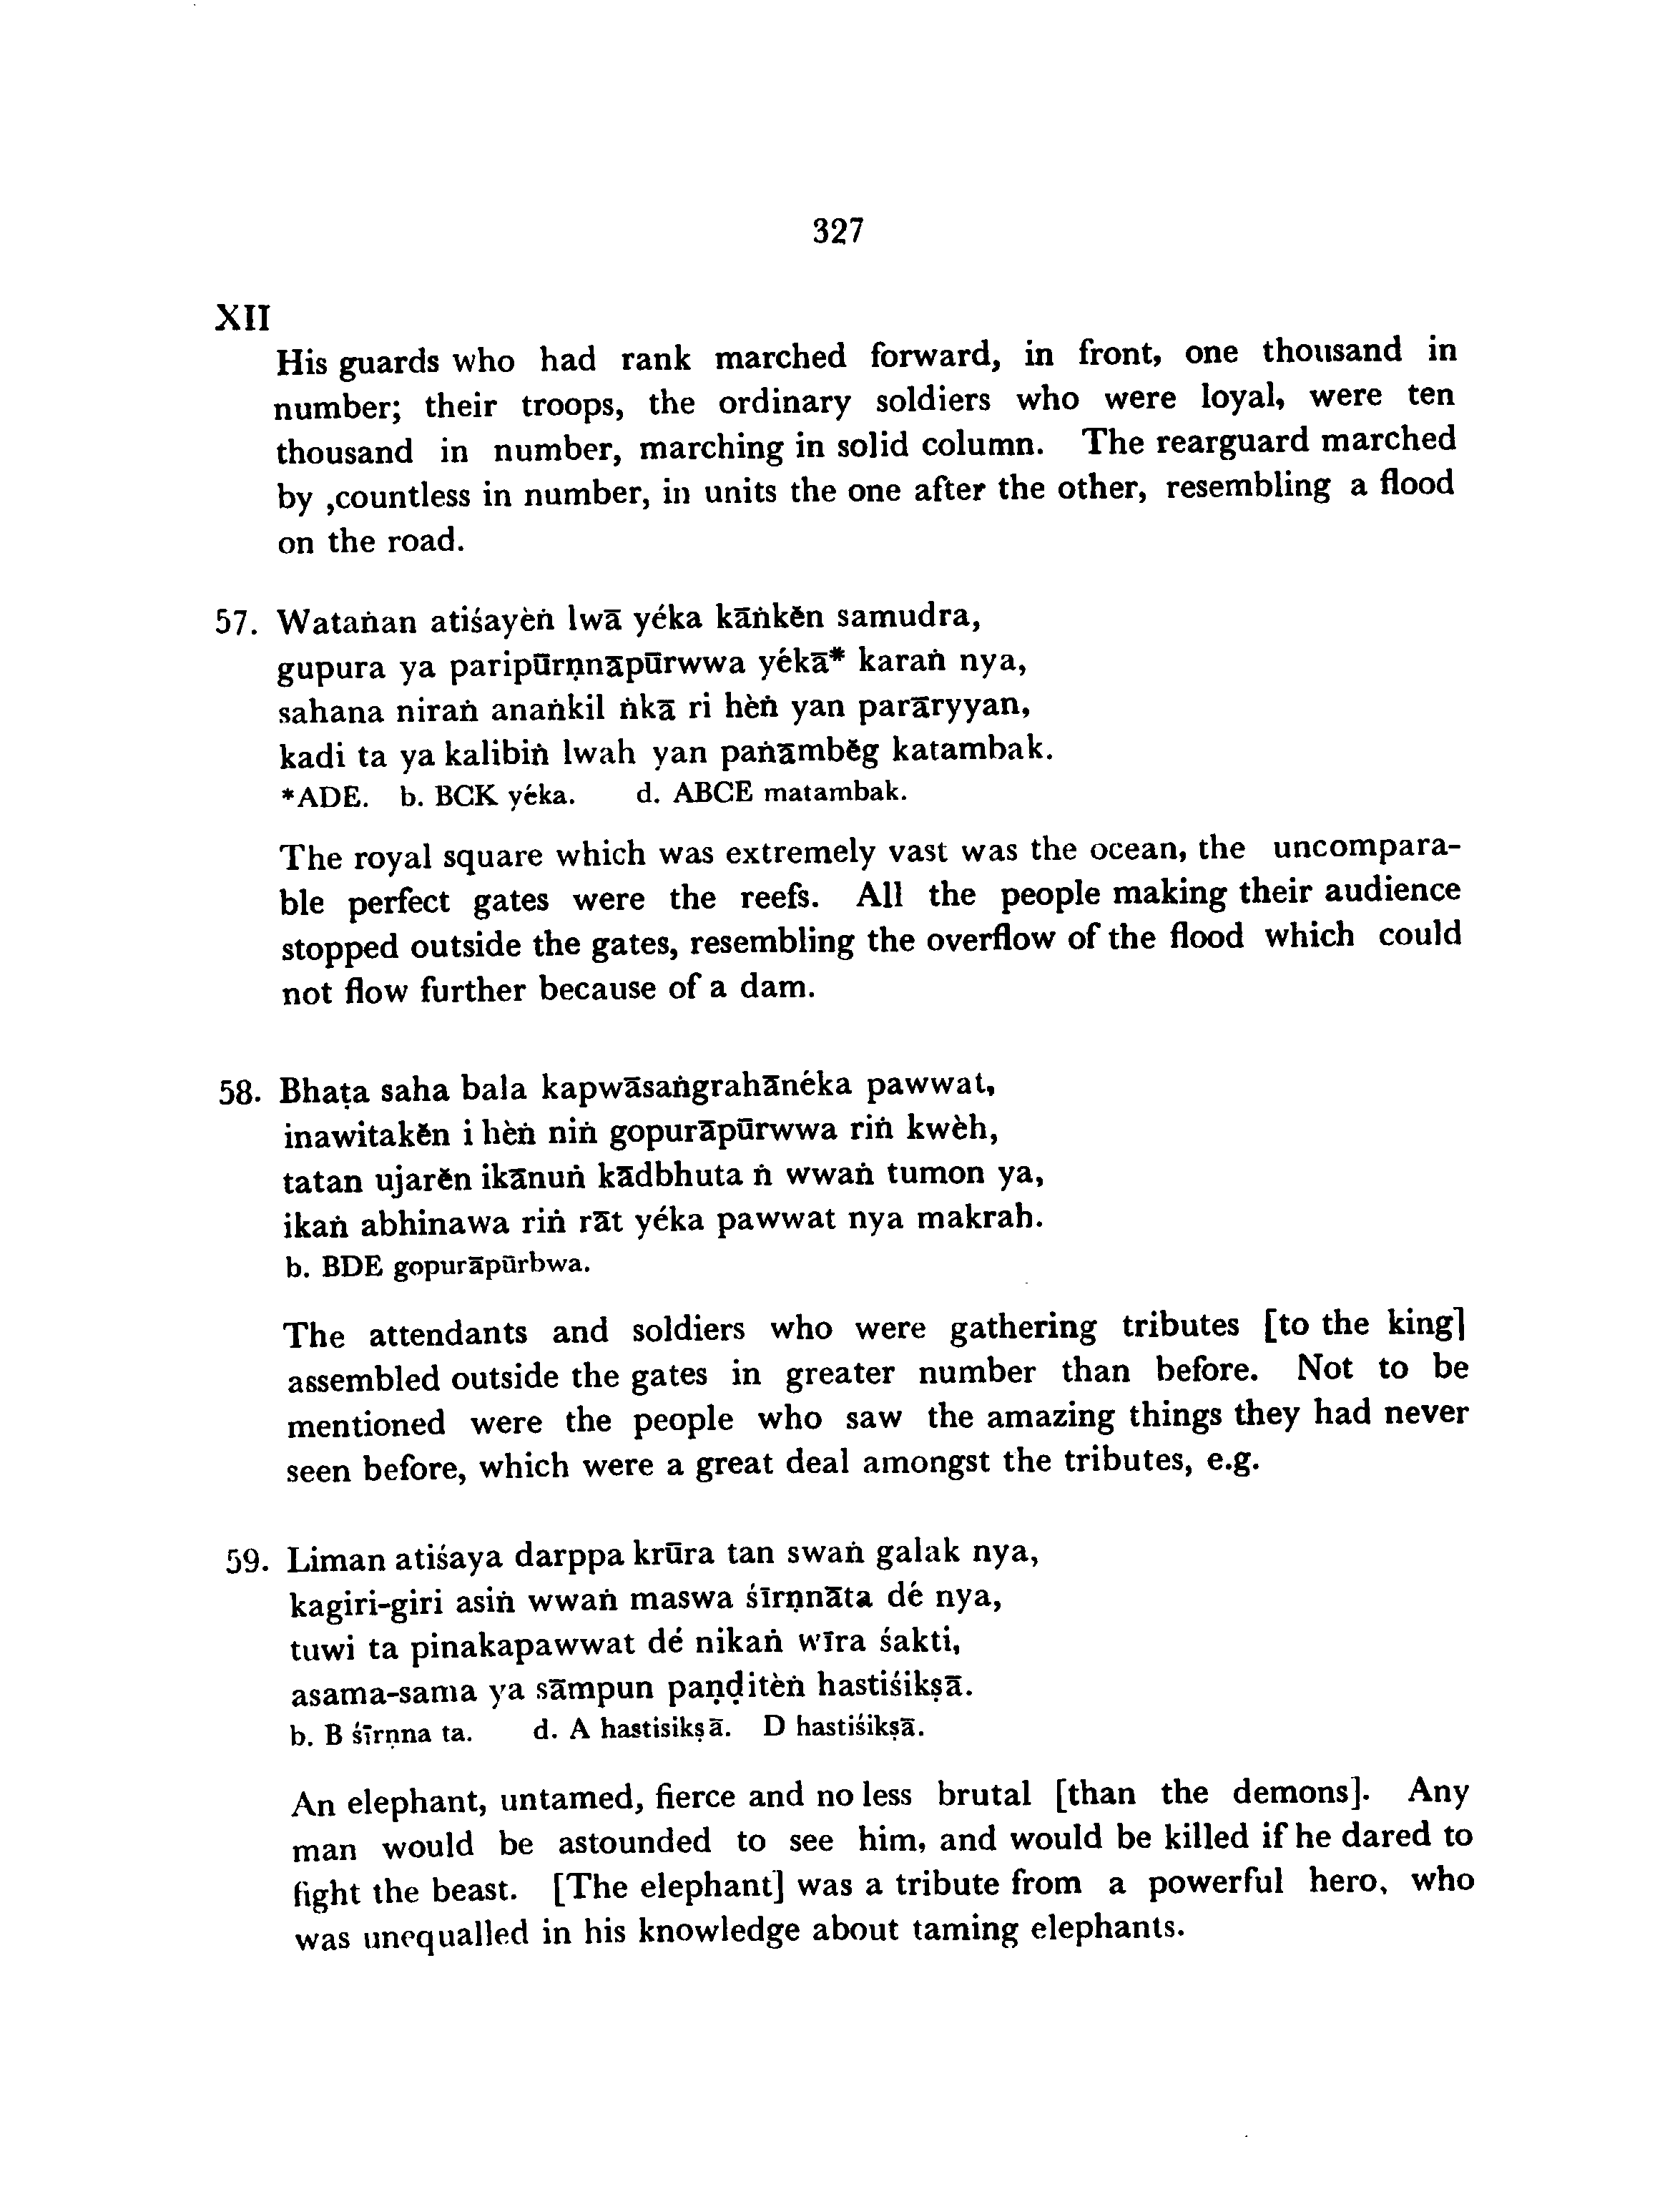 327
XII
His guards who had rank marched forward, in front, one thousand in
number; their troops, the ordinary soldiers who were loyal, were ten
thousand in number, marching in solid column. The rearguard marched
by ,countless in number, in units the one after the other, resembling a flood
on the road.
57. Wataṅan atiśayèṅ lwā yéka kāṅkĕn samudra,
gupura ya paripūrṇnāpūrwwa yékā* karaṅ nya,
sahana niraṅ anaṅkil ṅkā ri hèṅ yan parāryyan,
kadi ta ya kalibiṅ lwah yan paṅāmbĕg katambak.
*ADE. b. BCK yéka. d. ABCE matambak.
The royal square which was extremely vast was the ocean, the uncompara-
ble perfect gates were the reefs. All the people making their audience
stopped outside the gates, resembling the overflow of the flood which could
not flow further because of a dam.
58. Bhaṭa saha bala kapwāsaṅgrahānéka pawwat,
inawitakĕn i hèṅ niṅ gopurāpūrwwa riṅ kwèh,
tatan ujarĕn ikānuṅ kādbhuta ṅ wwaṅ tumon ya,
ikaṅ abhinawa riṅ rāt yéka pawwat nya makrah.
b. BDE gopurāpūrbwa.
The attendants and soldiers who were gathering tributes [to the king]
assembled outside the gates in greater number than before. Not to be
mentioned were the people who saw the amazing things they had never
seen before, which were a great deal amongst the tributes, e.g.
59. Liman atiśaya darppa krūra tan swaṅ galak nya,
kagiri-giri asiṅ wwaṅ maswa śīrṇnāta dé nya,
tuwi ta pinakapawwat dé nikaṅ wīra śakti,
asama-sama ya sāmpun paṇḍitèṅ hastiśikṣā.
b. B śīrṇna ta. d. A hastisikṣā. D hastiśikṣā.
An elephant, untamed, fierce and no less brutal [than the demons]. Any
man would be astounded to see him, and would be killed if he dared to
fight the beast. [The elephant] was a tribute from a powerful hero, who
was unequalled in his knowledge about taming elephants.